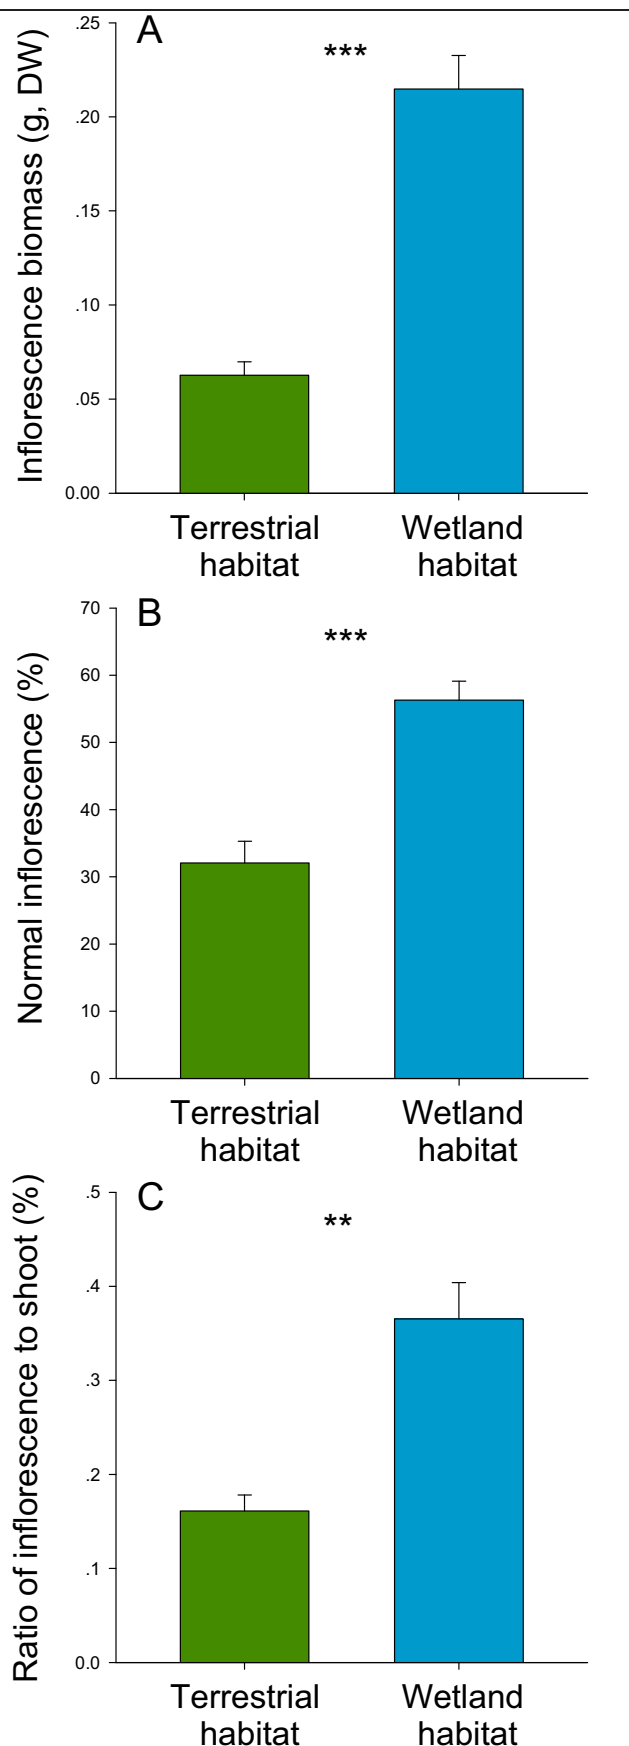 A
***
Inflorescence biomass (g, DW)
.25
.20
.15
.10
.05
0.00
Terrestrial habitat
Wetland habitat
B
***
Normal inflorescence (%)
70
60
50
40
30
20
10
0
Terrestrial habitat
Wetland habitat
C
**
Ratio of inflorescence to shoot (%)
.5
.4
.3
.2
.1
0.0
Terrestrial habitat
Wetland habitat